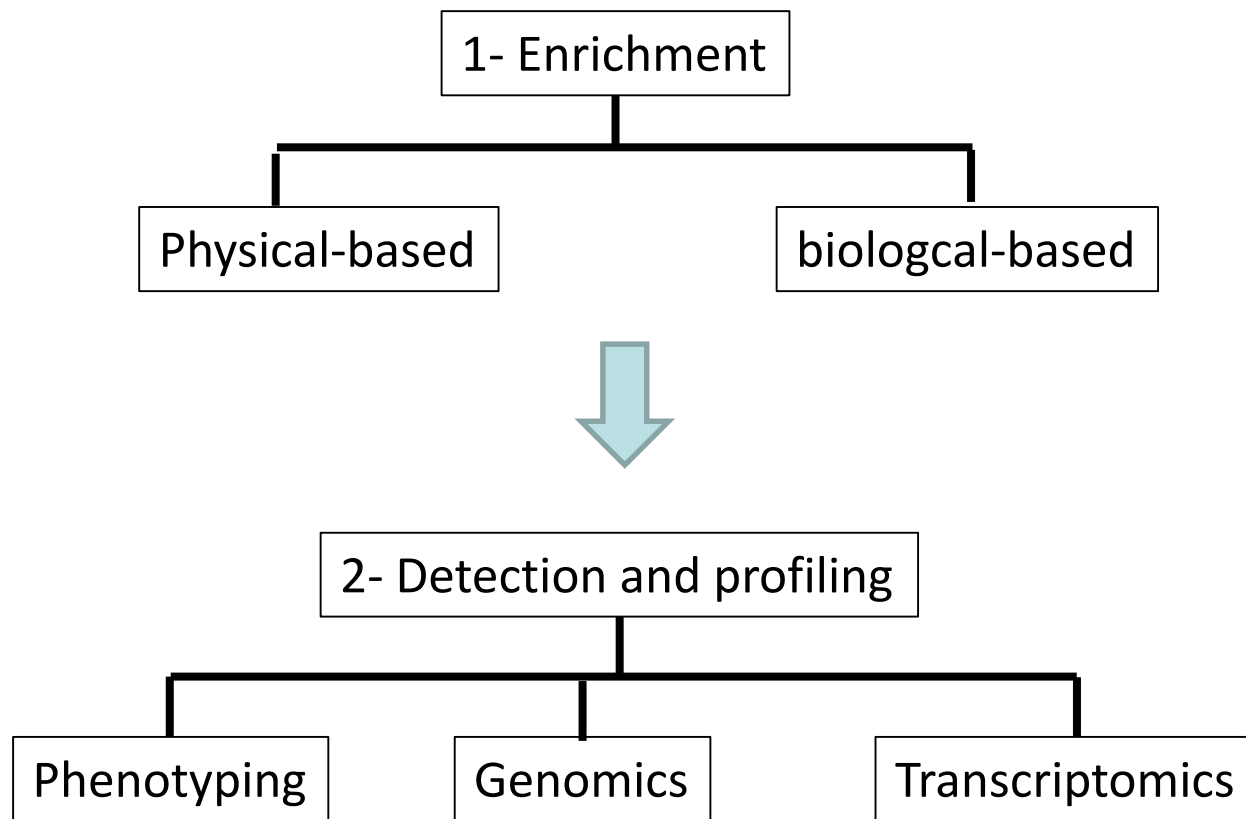 1- Enrichment
Physical-based
biologcal-based
2- Detection and profiling
Phenotyping
Genomics
Transcriptomics